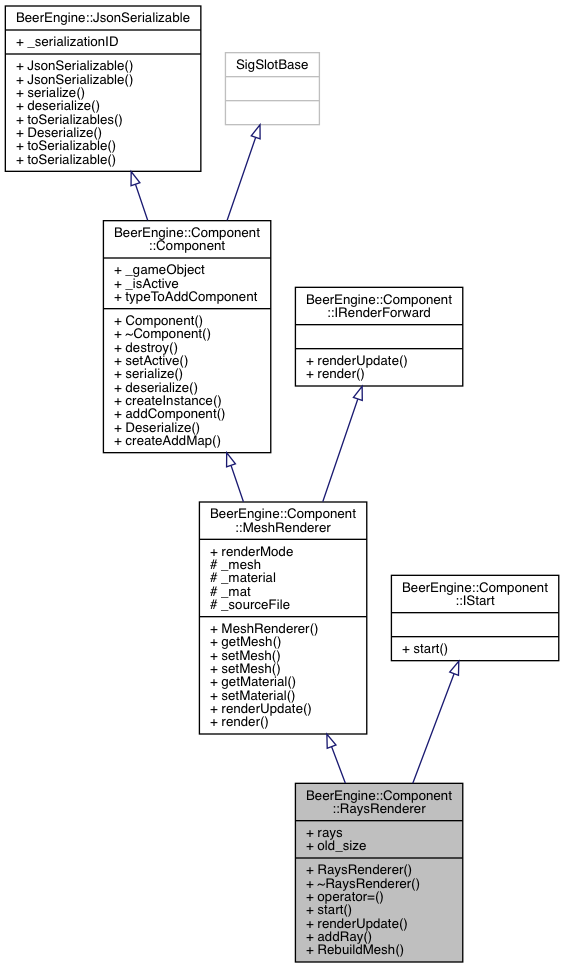 BeerEngine::JsonSerializable
+ _serializationID
+ JsonSerializable()
+ JsonSerializable()
+ serialize()
+ deserialize()
+ toSerializables()
+ Deserialize()
+ toSerializable()
+ toSerializable()
SigSlotBase
BeerEngine::Component
::Component
+ _gameObject
+ _isActive
+ typeToAddComponent
+ Component()
+ ~Component()
+ destroy()
+ setActive()
+ serialize()
+ deserialize()
+ createInstance()
+ addComponent()
+ Deserialize()
+ createAddMap()
BeerEngine::Component
::IRenderForward
+ renderUpdate()
+ render()
BeerEngine::Component
::MeshRenderer
+ renderMode
# _mesh
# _material
# _mat
# _sourceFile
+ MeshRenderer()
+ getMesh()
+ setMesh()
+ setMesh()
+ getMaterial()
+ setMaterial()
+ renderUpdate()
+ render()
BeerEngine::Component
::IStart
+ start()
BeerEngine::Component
::RaysRenderer
+ rays
+ old_size
+ RaysRenderer()
+ ~RaysRenderer()
+ operator=()
+ start()
+ renderUpdate()
+ addRay()
+ RebuildMesh()